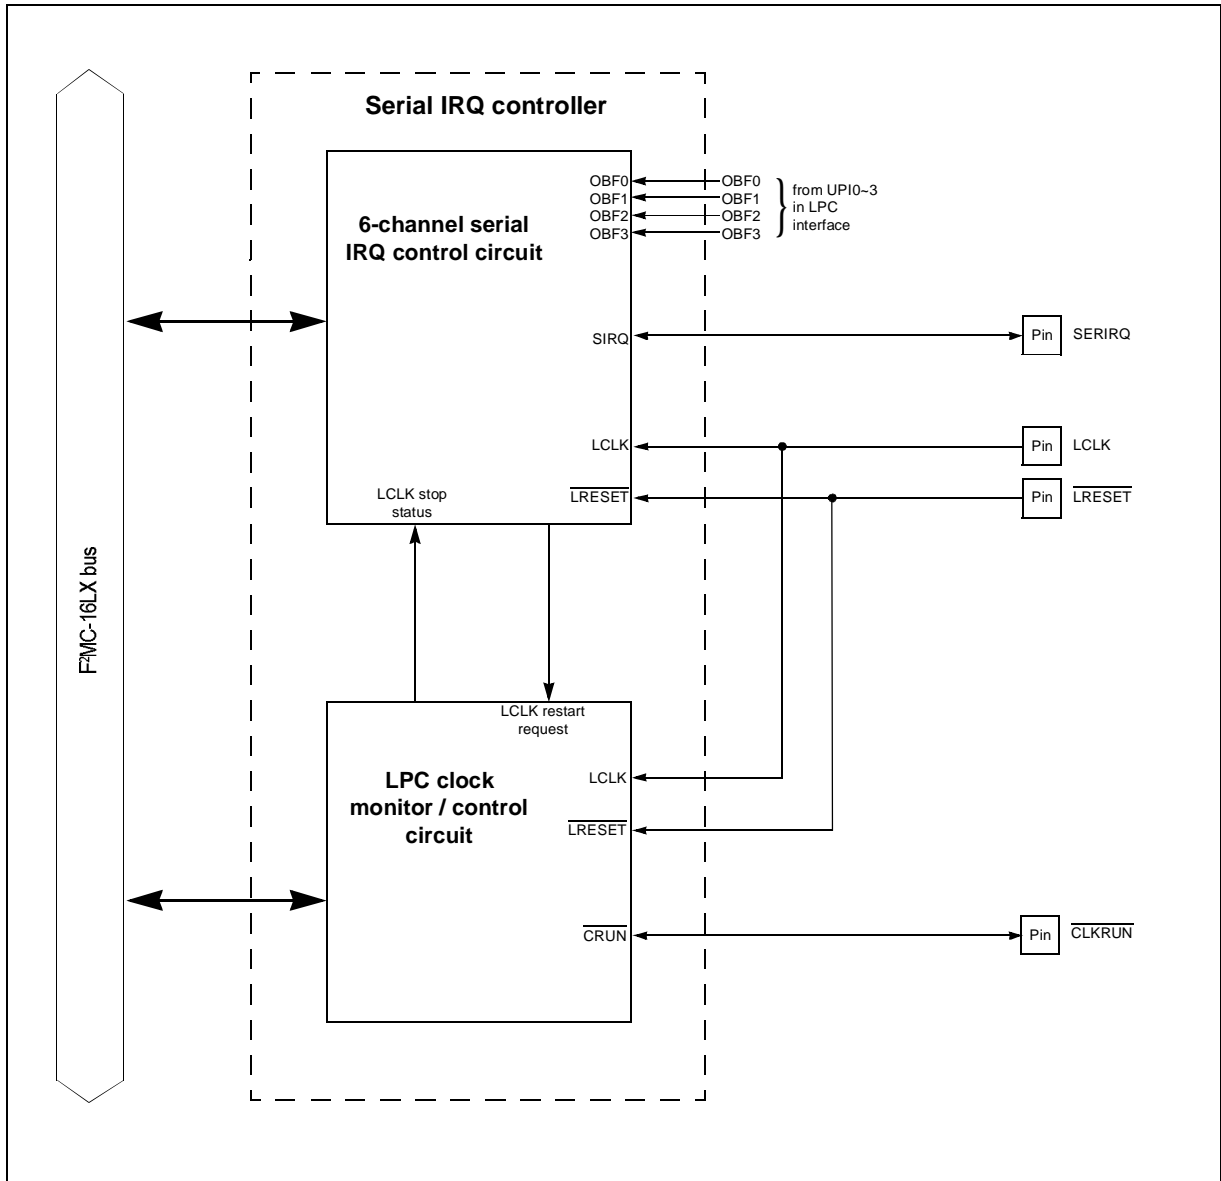 Serial IRQ controller
OBF0
OBF1
OBF2
OBF3
OBF0
OBF1
OBF2
OBF3
from UPI0~3
in LPC
interface
6-channel serial
IRQ control circuit
SIRQ
Pin
SERIRQ
LCLK
Pin
LCLK
LCLK stop
status
LRESET
Pin
LRESET
F²MC-16LX bus
LCLK restart
request
LPC clock
monitor / control
circuit
LCLK
LRESET
CRUN
Pin
CLKRUN